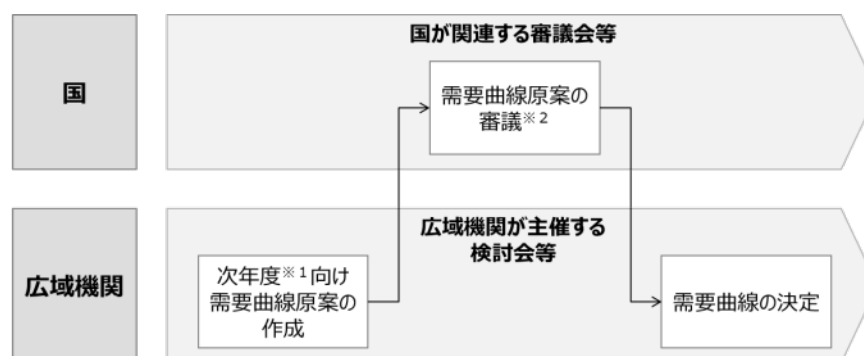 国
国が関連する審議会等
需要曲線原案の
審議※2
広域機関
広域機関が主催する
検討会等
次年度※1向け
需要曲線原案の
作成
需要曲線の決定